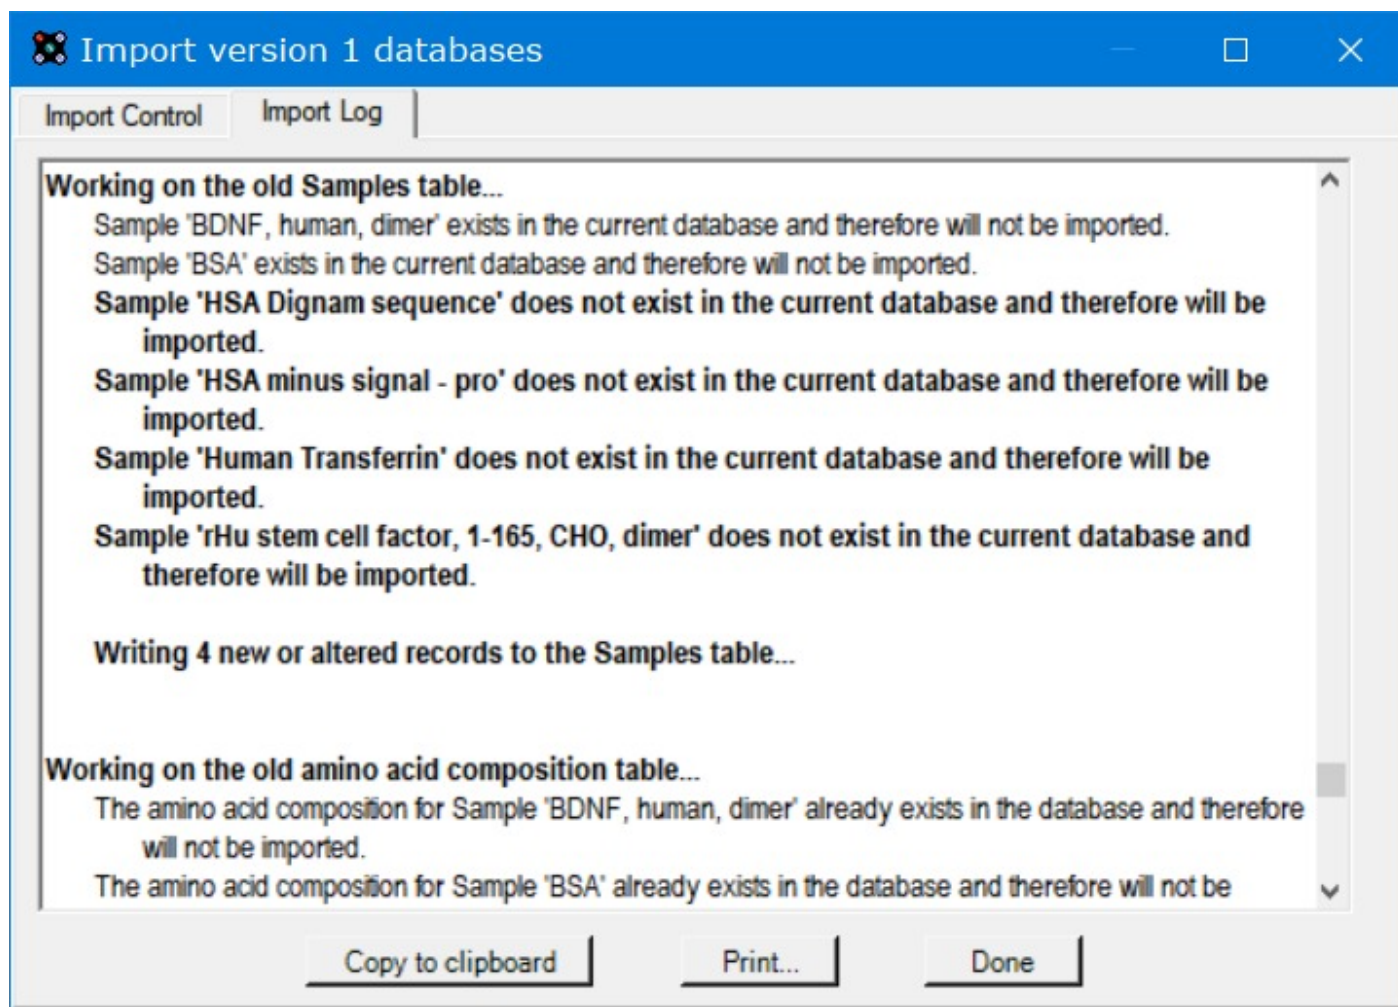 Import version 1 databases
Import Control
Import Log
Working on the old Samples table...
Sample 'BDNF, human, dimer' exists in the current database and therefore will not be imported.
Sample 'BSA' exists in the current database and therefore will not be imported.
Sample 'HSA Dignam sequence' does not exist in the current database and therefore will be
imported.
Sample 'HSA minus signal - pro' does not exist in the current database and therefore will be
imported.
Sample 'Human Transferrin' does not exist in the current database and therefore will be
imported.
Sample 'rHu stem cell factor, 1-165, CHO, dimer' does not exist in the current database and
therefore will be imported.
Writing 4 new or altered records to the Samples table...
Working on the old amino acid composition table...
The amino acid composition for Sample 'BDNF, human, dimer' already exists in the database and therefore
will not be imported.
The amino acid composition for Sample 'BSA' already exists in the database and therefore will not be
Copy to clipboard
Print...
Done